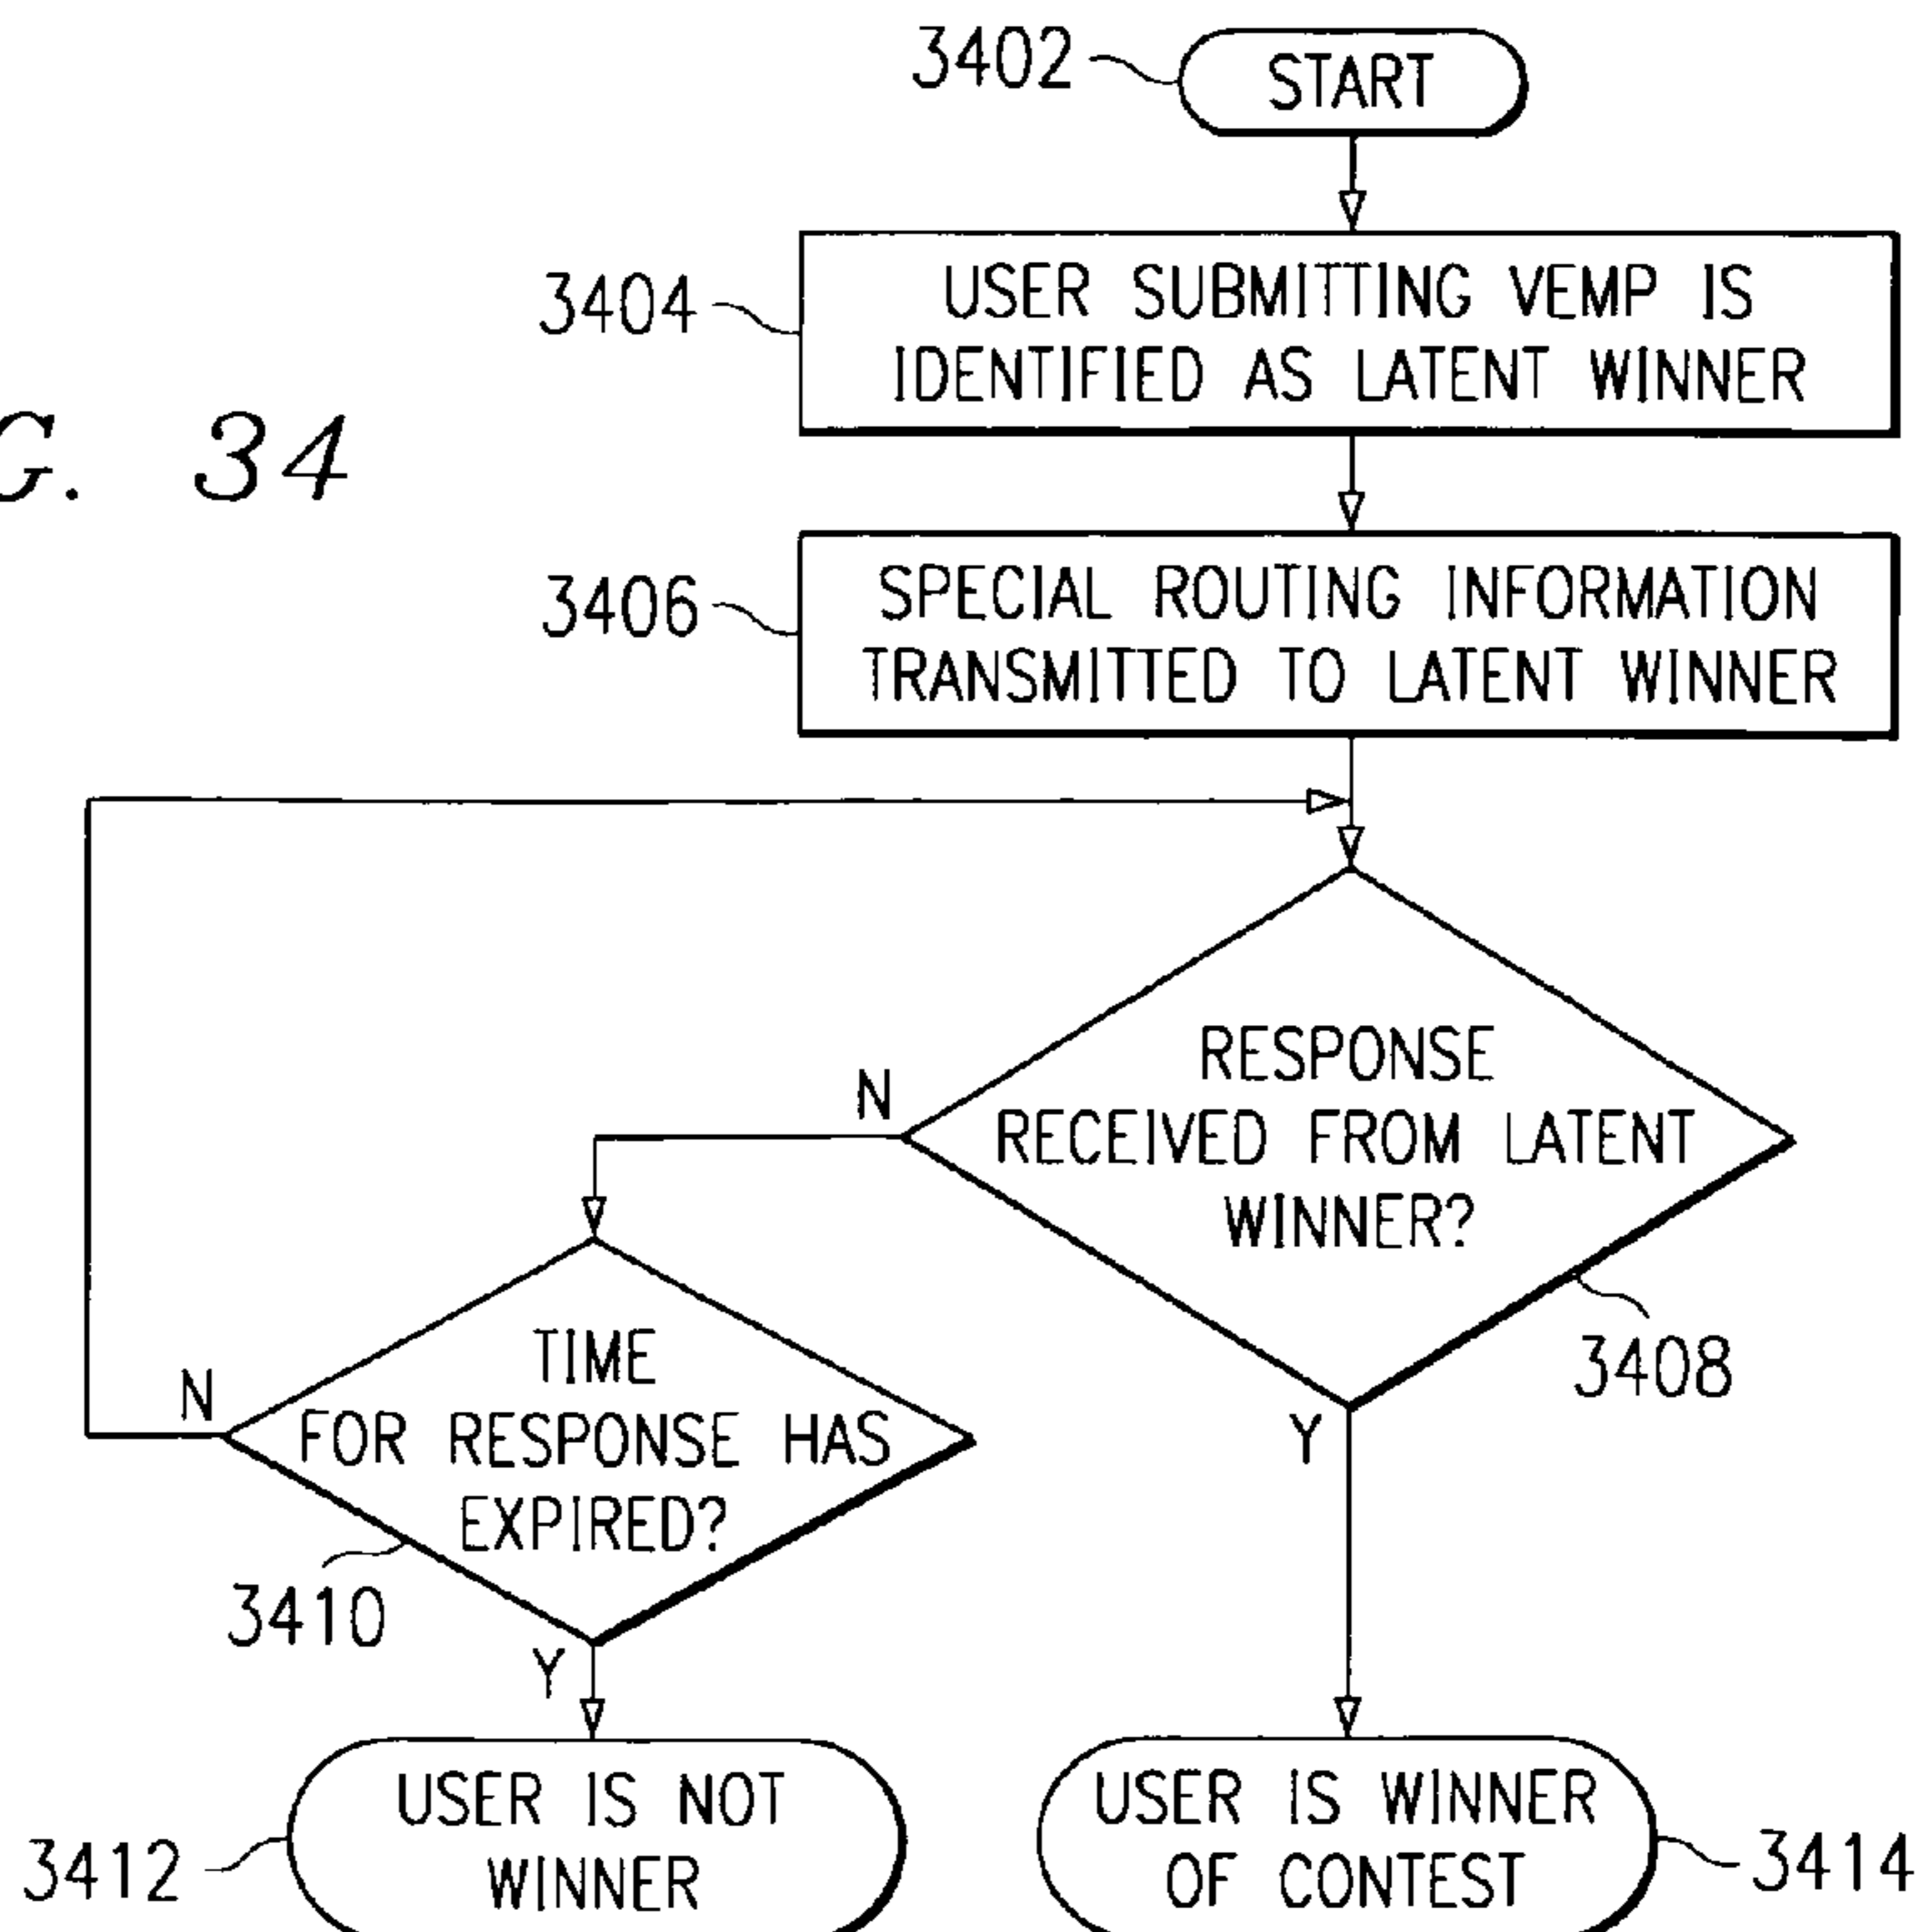 3402
START
3404
USER SUBMITTING VEMP IS
IDENTIFIED AS LATENT WINNER
G. 34
3406
SPECIAL ROUTING INFORMATION
TRANSMITTED TO LATENT WINNER
RESPONSE
RECEIVED FROM LATENT
WINNER?
N
3408
Y
TIME
FOR RESPONSE HAS
EXPIRED?
N
3410
Y
USER IS NOT
WINNER
3412
USER IS WINNER
OF CONTEST
3414